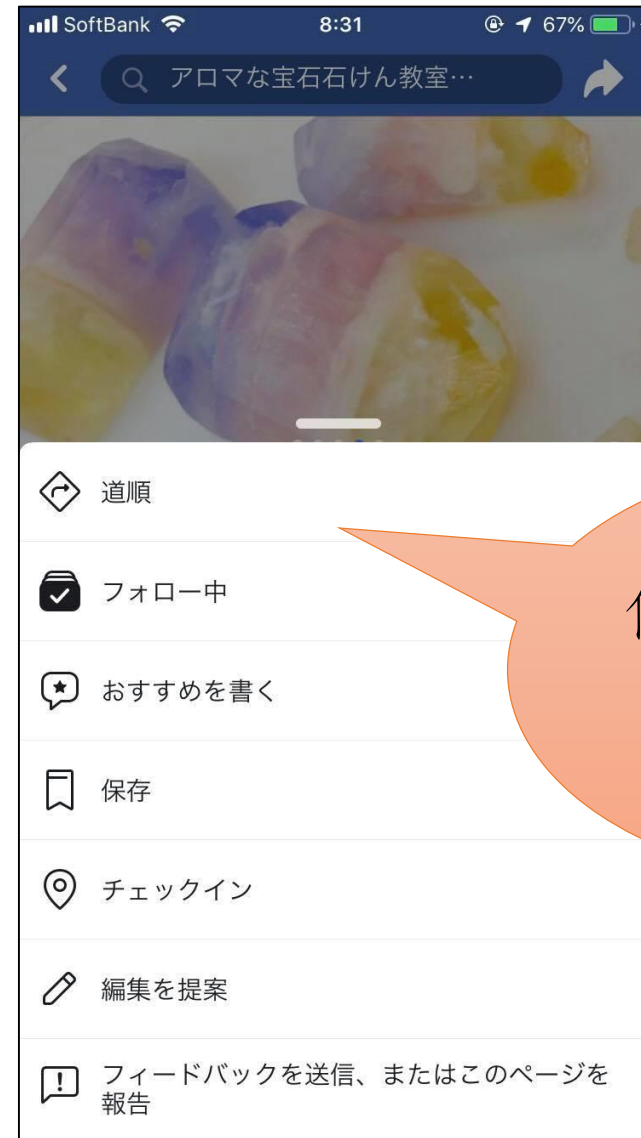 SoftBank 8:31 67%
アロマな宝石石けん教室…
道順
フォロー中
おすすめを書く
保存
チェックイン
編集を提案
フィードバックを送信、またはこのページを
報告